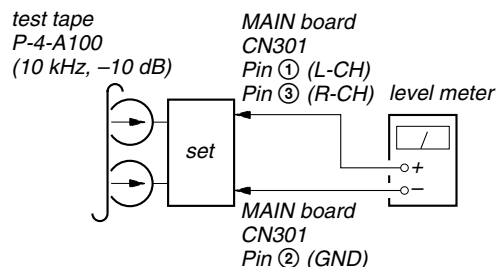 test tape
P-4-A100
(10 kHz, –10 dB)
MAIN board
CN301
Pin ① (L-CH)
Pin ③ (R-CH)
level meter
set
+
–
MAIN board
CN301
Pin ② (GND)